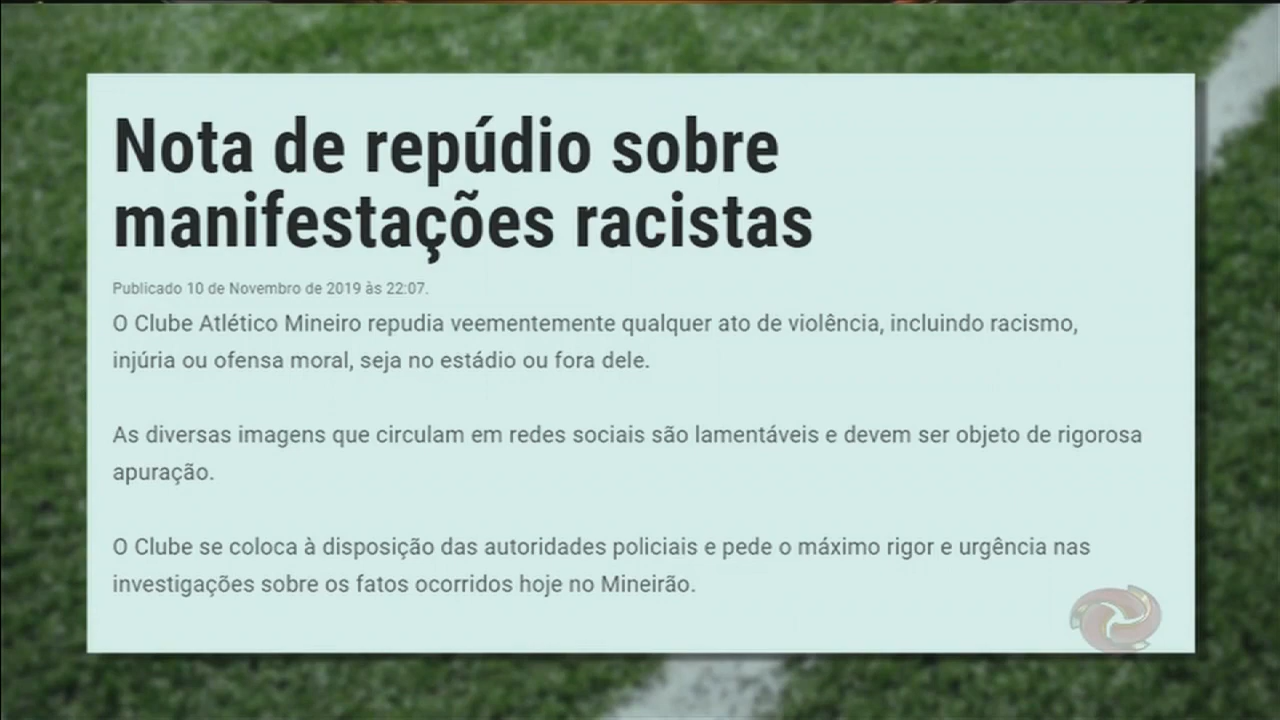 Nota de repúdio sobre
manifestações racistas
Publicado 10 de Novembro de 2019 às 22:07.
O Clube Atlético Mineiro repudia veementemente qualquer ato de violência, incluindo racismo,
injúria ou ofensa moral, seja no estádio ou fora dele.
As diversas imagens que circulam em redes sociais são lamentáveis e devem ser objeto de rigorosa
apuração.
O Clube se coloca à disposição das autoridades policiais e pede o máximo rigor e urgência nas
investigações sobre os fatos ocorridos hoje no Mineirão.